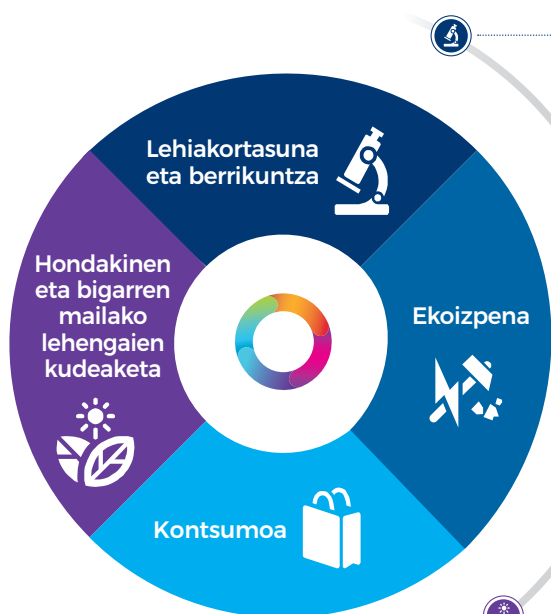 Lehiakortasuna
eta berrikuntza
Hondakinen
eta bigarren
mailako
lehengaien
kudeaketa
Ekoizpena
Kontsumoa